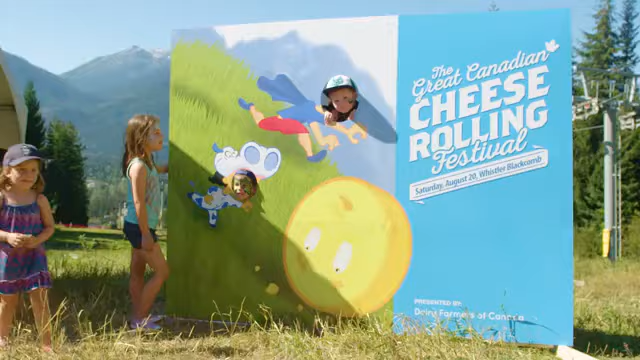 The
Great Canadian
CHEESE
ROLLING
Festival
Saturday, August 20, Whistler Blackcomb
PRESENTED BY:
Dairy Farmers of Canada